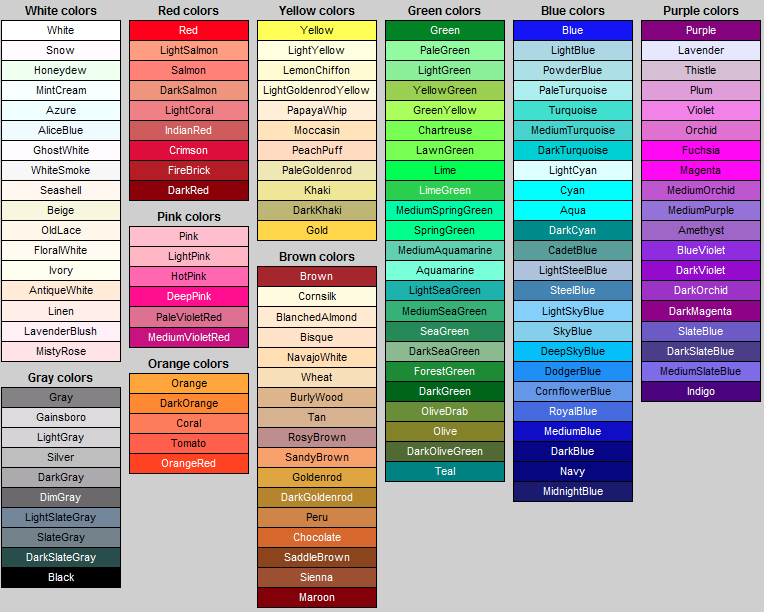 White colors
White
Snow
Honeydew
MintCream
Azure
AliceBlue
GhostWhite
WhiteSmoke
Seashell
Beige
OldLace
FloralWhite
Ivory
AntiqueWhite
Linen
LavenderBlush
MistyRose
Gray colors
Gray
Gainsboro
LightGray
Silver
DarkGray
DimGray
LightSlateGray
SlateGray
DarkSlateGray
Black
Red colors
Red
LightSalmon
Salmon
DarkSalmon
LightCoral
IndianRed
Crimson
FireBrick
DarkRed
Pink colors
Pink
LightPink
HotPink
DeepPink
PaleVioletRed
MediumVioletRed
Orange colors
Orange
DarkOrange
Coral
Tomato
OrangeRed
Yellow colors
Yellow
LightYellow
LemonChiffon
LightGoldenrodYellow
PapayaWhip
Moccasin
PeachPuff
PaleGoldenrod
Khaki
DarkKhaki
Gold
Brown colors
Brown
Cornsilk
BlanchedAlmond
Bisque
NavajoWhite
Wheat
BurlyWood
Tan
RosyBrown
SandyBrown
Goldenrod
DarkGoldenrod
Peru
Chocolate
SaddleBrown
Sienna
Maroon
Green colors
Green
PaleGreen
LightGreen
YellowGreen
GreenYellow
Chartreuse
LawnGreen
Lime
LimeGreen
MediumSpringGreen
SpringGreen
MediumAquamarine
Aquamarine
LightSeaGreen
MediumSeaGreen
SeaGreen
DarkSeaGreen
ForestGreen
DarkGreen
OliveDrab
Olive
DarkOliveGreen
Teal
Blue colors
Blue
LightBlue
PowderBlue
PaleTurquoise
Turquoise
MediumTurquoise
DarkTurquoise
LightCyan
Cyan
Aqua
DarkCyan
CadetBlue
LightSteelBlue
SteelBlue
LightSkyBlue
SkyBlue
DeepSkyBlue
DodgerBlue
CornflowerBlue
RoyalBlue
MediumBlue
DarkBlue
Navy
MidnightBlue
Purple colors
Purple
Lavender
Thistle
Plum
Violet
Orchid
Fuchsia
Magenta
MediumOrchid
MediumPurple
Amethyst
BlueViolet
DarkViolet
DarkOrchid
DarkMagenta
SlateBlue
DarkSlateBlue
MediumSlateBlue
Indigo